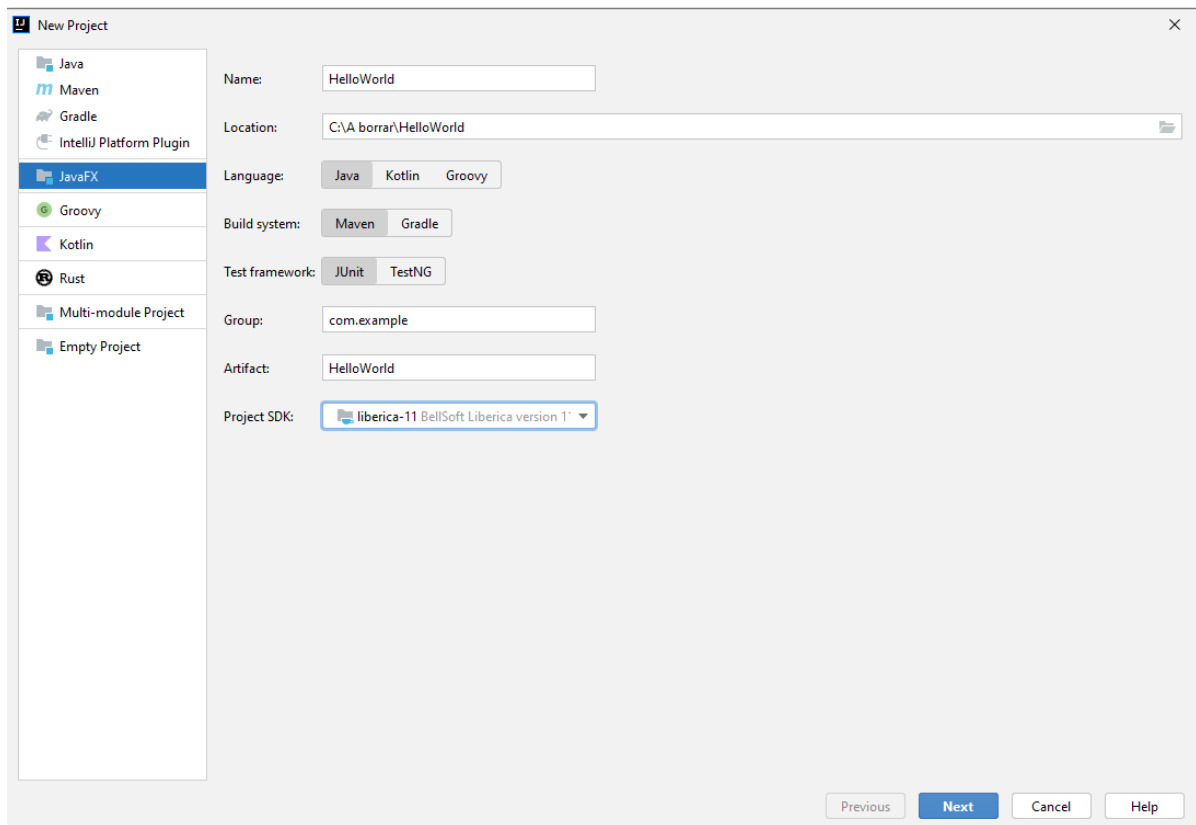 New Project
Java
Maven
Gradle
IntelliJ Platform Plugin
JavaFX
Groovy
Kotlin
Rust
Multi-module Project
Empty Project
Name: HelloWorld
Location: C:\A borrar\HelloWorld
Language: Java Kotlin Groovy
Build system: Maven Gradle
Test framework: JUnit TestNG
Group: com.example
Artifact: HelloWorld
Project SDK: liberica-11 BellSoft Liberica version
Previous Next Cancel Help